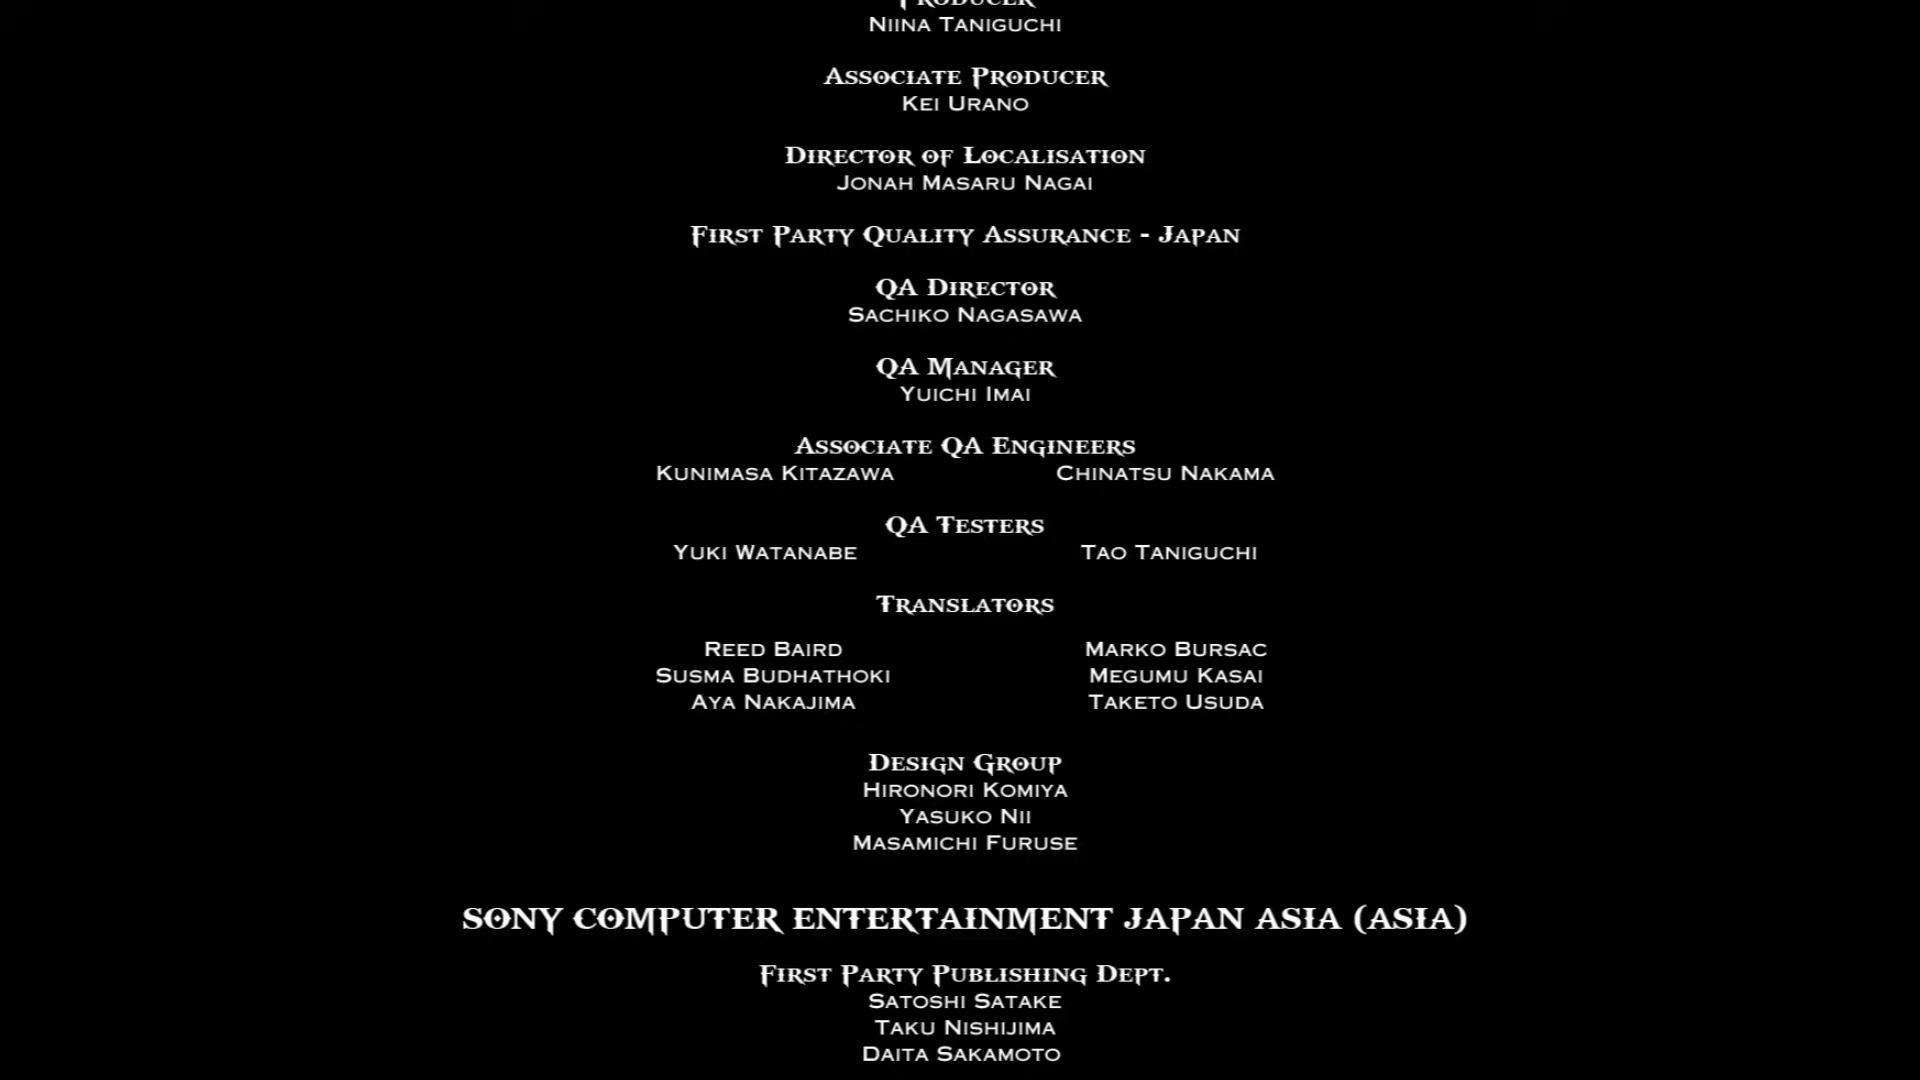 Producer
Niina Taniguchi
Associate Producer
Kei Urano
Director of Localisation
Jonah Masaru Nagai
First Party Quality Assurance - Japan
QA Director
Sachiko Nagasawa
QA Manager
Yuichi Imai
Associate QA Engineers
Kunimasa Kitazawa Chinatsu Nakama
QA Testers
Yuki Watanabe Tao Taniguchi
Translators
Reed Baird Marko Bursac
Susma Budhathoki Megumu Kasai
Aya Nakajima Taketo Usuda
Design Group
Hironori Komiya
Yasuko Nii
Masamichi Furuse
SONY COMPUTER ENTERTAINMENT JAPAN ASIA (ASIA)
First Party Publishing Dept.
Satoshi Satake
Taku Nishijima
Daita Sakamoto